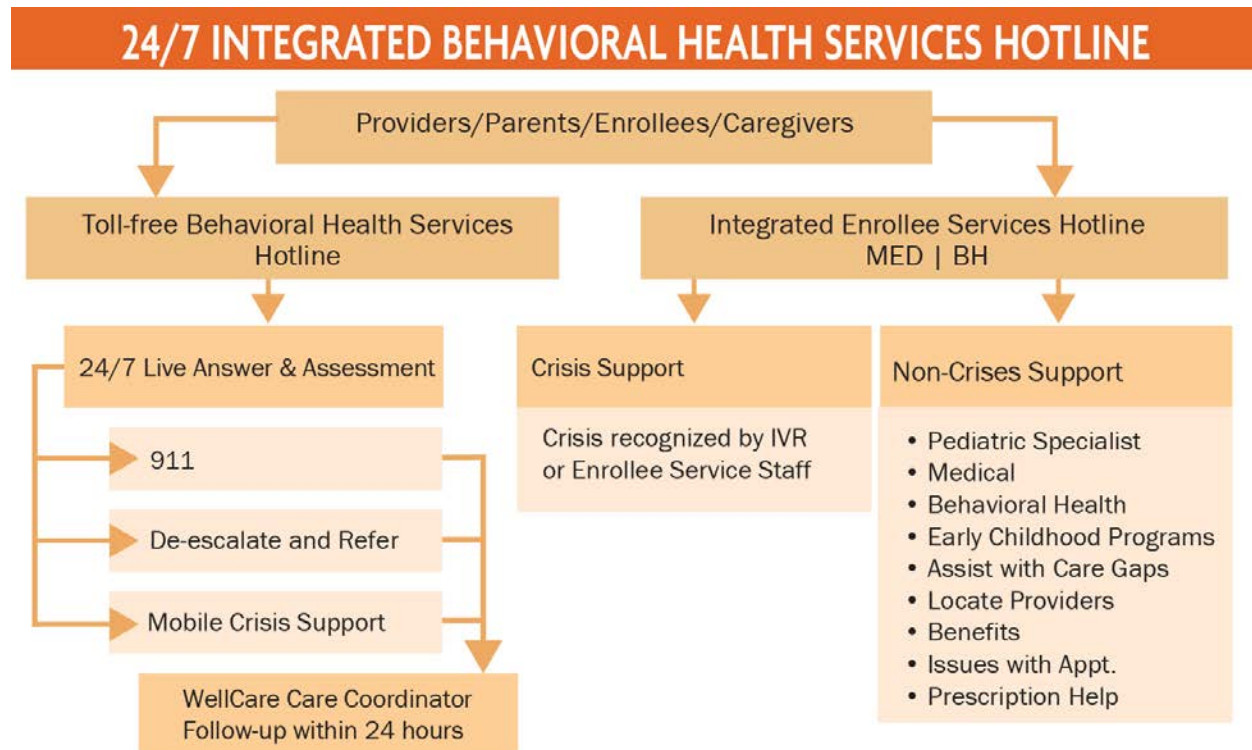 24/7 INTEGRATED BEHAVIORAL HEALTH SERVICES HOTLINE
Providers/Parents/Enrollees/Caregivers
Toll-free Behavioral Health Services
Hotline
Integrated Enrollee Services Hotline
MED | BH
24/7 Live Answer & Assessment
911
De-escalate and Refer
Mobile Crisis Support
WellCare Care Coordinator
Follow-up within 24 hours
Crisis Support
Crisis recognized by IVR
or Enrollee Service Staff
Non-Crises Support
• Pediatric Specialist
• Medical
• Behavioral Health
• Early Childhood Programs
• Assist with Care Gaps
• Locate Providers
• Benefits
• Issues with Appt.
• Prescription Help